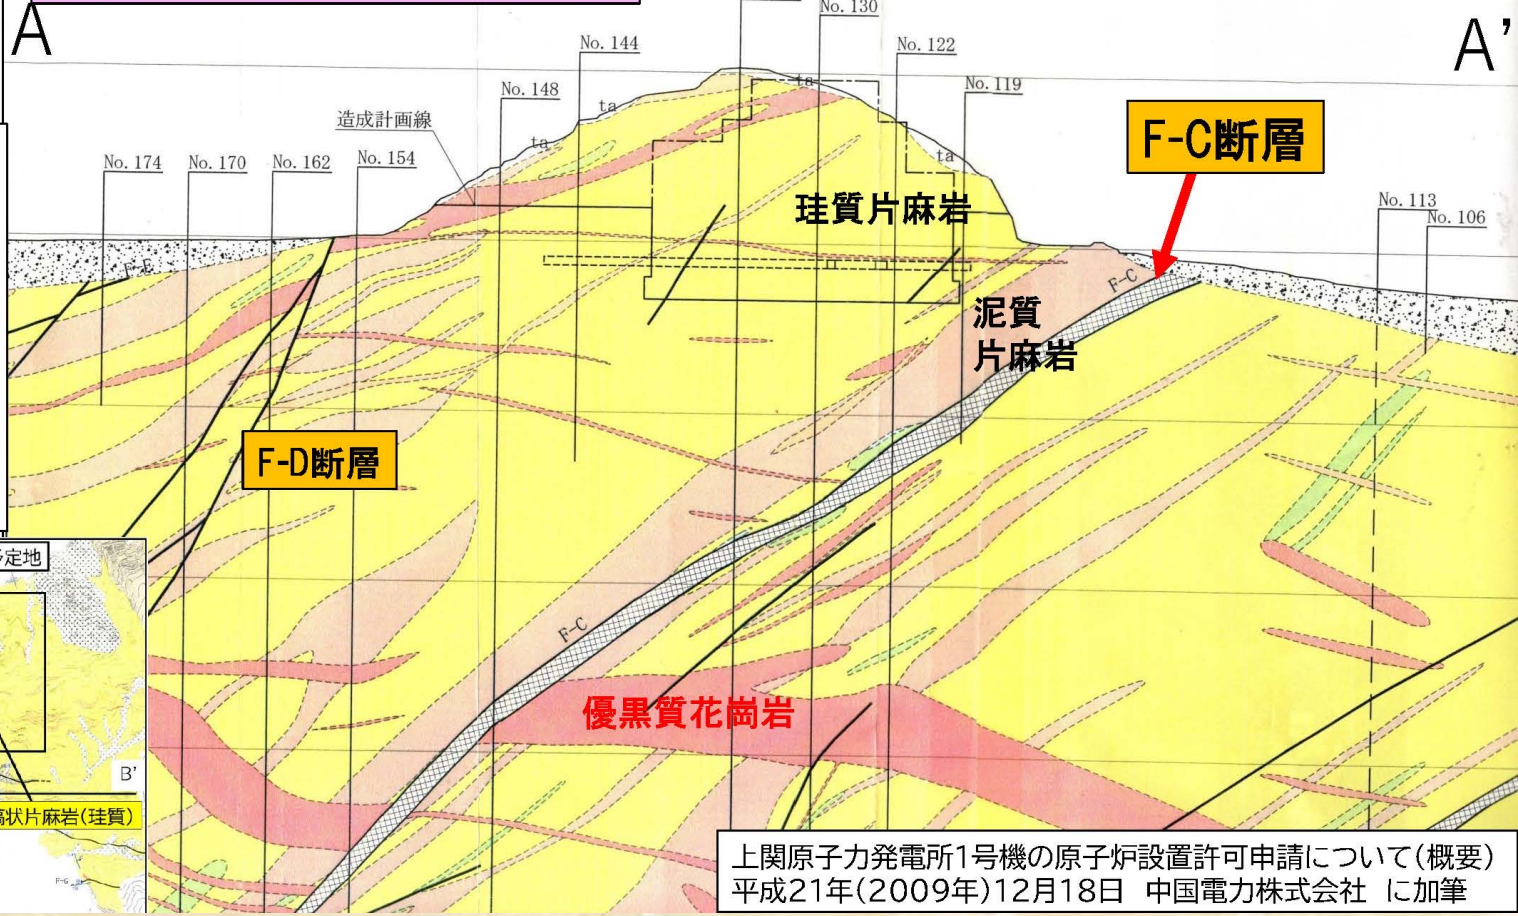 A
A'
No. 130
No. 144
No. 122
No. 148
No. 119
ta
ta
ta
ta
造成計画線
F-C断層
No. 174
No. 170
No. 162
No. 154
珪質片麻岩
No. 113
No. 106
F-E
F-C
泥質
片麻岩
F-D断層
定地
F-C
優黒質花崗岩
B'
状片麻岩(珪質)
F-G
上関原子力発電所1号機の原子炉設置許可申請について(概要)
平成21年(2009年)12月18日 中国電力株式会社 に加筆